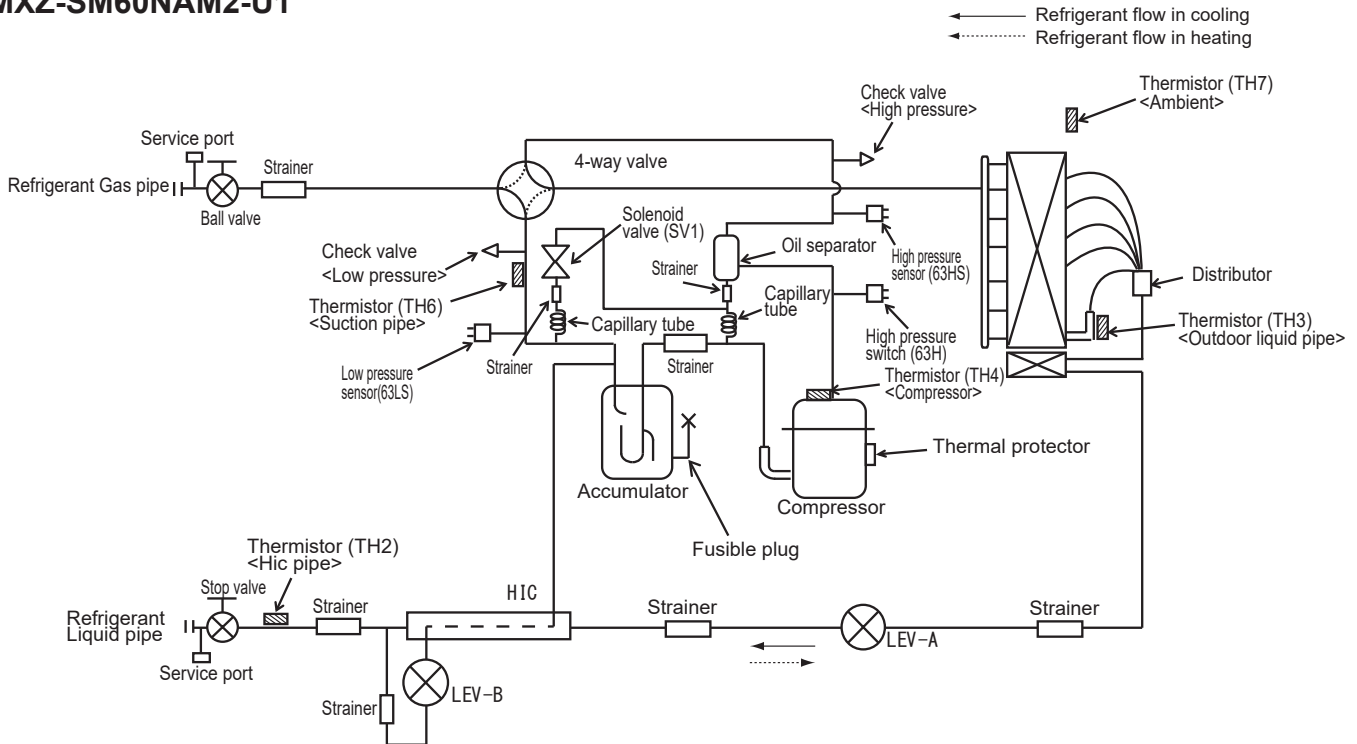 MXZ-SM60NAM2-U1
Refrigerant flow in cooling
Refrigerant flow in heating
Thermistor (TH7)
<Ambient>
Check valve
<High pressure>
Service port
Strainer
4-way valve
Refrigerant Gas pipe
Ball valve
Solenoid
valve (SV1)
Check valve
<Low pressure>
Oil separator
High pressure
sensor (63HS)
Strainer
Distributor
Thermistor (TH6)
<Suction pipe>
Capillary tube
Capillary
tube
Thermistor (TH3)
<Outdoor liquid pipe>
High pressure
switch (63H)
Low pressure
sensor(63LS)
Strainer
Strainer
Thermistor (TH4)
<Compressor>
Thermal protector
Accumulator
Compressor
Fusible plug
Thermistor (TH2)
<Hic pipe>
Stop valve
HIC
Refrigerant
Liquid pipe
Strainer
Strainer
Strainer
LEV-A
Service port
LEV-B
Strainer